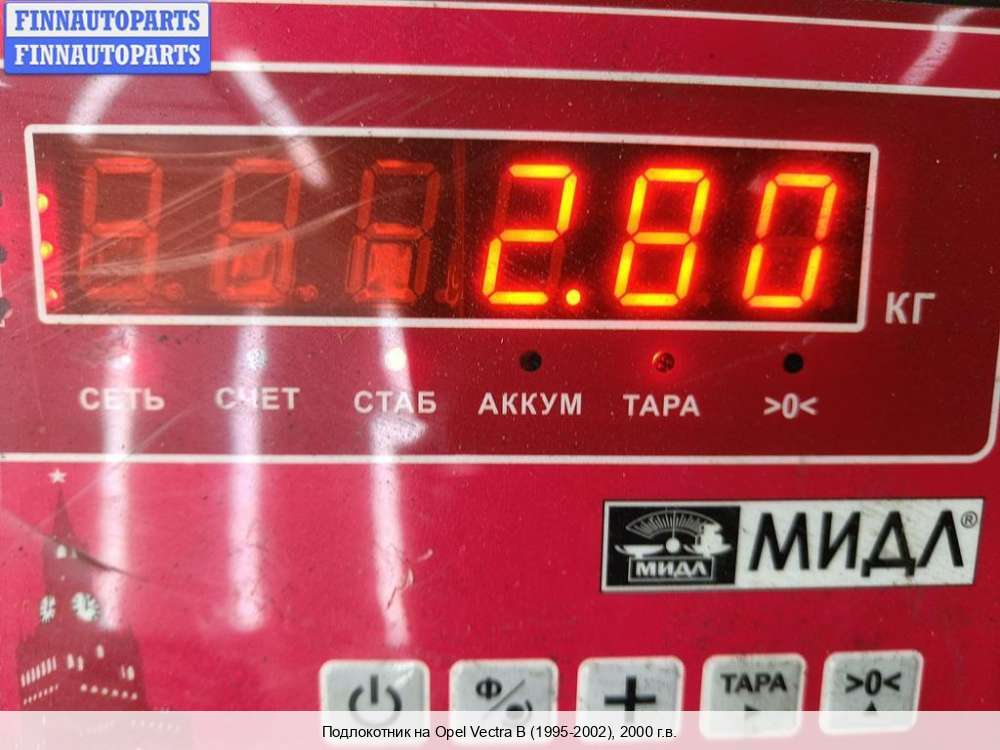 FINNAUTOPARTS
FINNAUTOPARTS
2.80
КГ
СЕТЬ СЧЕТ СТАБ АККУМ ТАРА >0<
МИДЛ МИДЛ®
Ф/
+ ТАРА >0<
Подлокотник на Opel Vectra B (1995-2002), 2000 г.в.